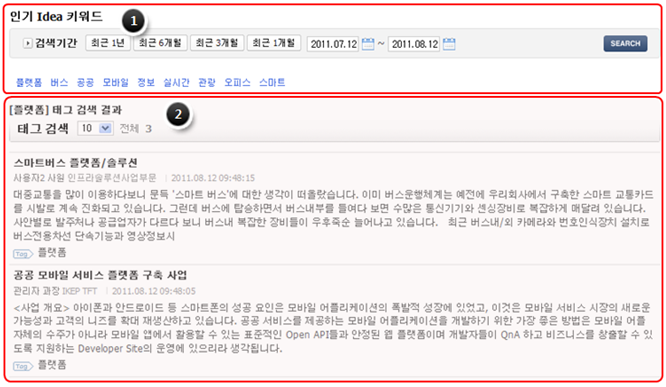 인기 Idea 키워드
1
검색기간 최근 1년 최근 6개월 최근 3개월 최근 1개월 2011.07.12 ~ 2011.08.12 SEARCH
플랫폼 버스 공공 모바일 정보 실시간 관광 오피스 스마트
[플랫폼] 태그 검색 결과
2
태그 검색 10 전체 3
스마트버스 플랫폼/솔루션
사용자2 사원 인프라솔루션사업부문 | 2011.08.12 09:48:15
대중교통을 많이 이용하다보니 문득 '스마트 버스'에 대한 생각이 떠올랐습니다. 이미 버스운행체계는 예전에 우리회사에서 구축한 스마트 교통카드
를 시발로 계속 진화되고 있습니다. 그런데 버스에 탑승하면서 버스내부를 들여다 보면 수많은 통신기기와 센싱장비로 복잡하게 매달려 있습니다.
사안별로 발주처나 공급업자가 다르다 보니 버스내 복잡한 장비들이 우후죽순 늘어나고 있습니다. 최근 버스내/외 카메라와 번호인식장치 설치로
버스전용차선 단속기능과 영상정보시
Tag 플랫폼
공공 모바일 서비스 플랫폼 구축 사업
관리자 과장 IKEP TFT | 2011.08.12 09:48:05
<사업 개요> 아이폰과 안드로이드 등 스마트폰의 성공 요인은 모바일 어플리케이션의 폭발적 성장에 있었고, 이것은 모바일 서비스 시장의 새로운
가능성과 고객의 니즈를 확대 재생산하고 있습니다. 공공 서비스를 제공하는 모바일 어플리케이션을 개발하기 위한 가장 좋은 방법은 모바일 어플
자체의 수주가 아니라 모바일 앱에서 활용할 수 있는 표준적인 Open API들과 안정된 웹 플랫폼이며 개발자들이 QnA 하고 비즈니스를 창출할 수 있
도록 지원하는 Developer Site의 운영에 있으리라 생각됩니다.
Tag 플랫폼